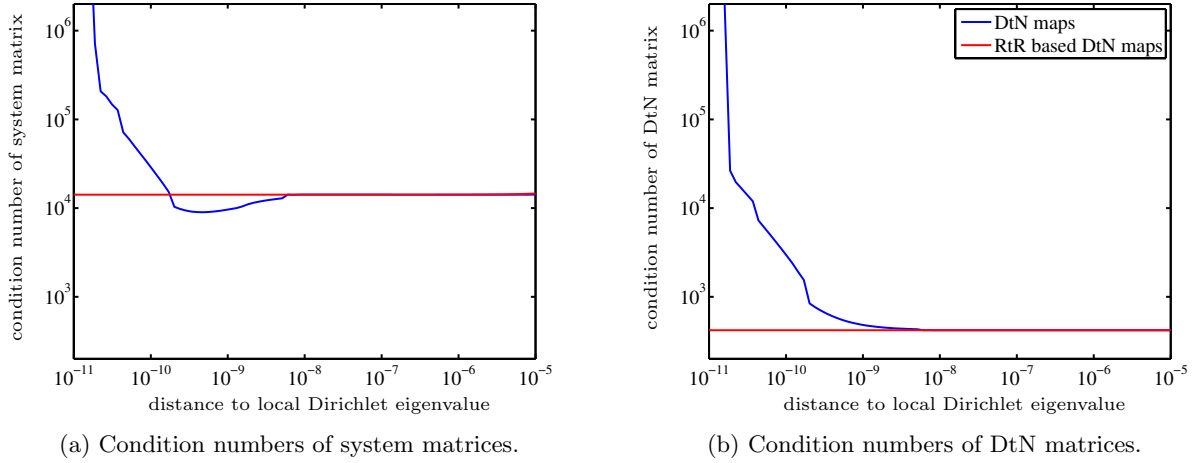 10^6
10^5
10^4
10^3
condition number of system matrix
10^-11 10^-10 10^-9 10^-8 10^-7 10^-6 10^-5
distance to local Dirichlet eigenvalue
(a) Condition numbers of system matrices.
DtN maps
RtR based DtN maps
10^6
10^5
10^4
10^3
condition number of DtN matrix
10^-11 10^-10 10^-9 10^-8 10^-7 10^-6 10^-5
distance to local Dirichlet eigenvalue
(b) Condition numbers of DtN matrices.